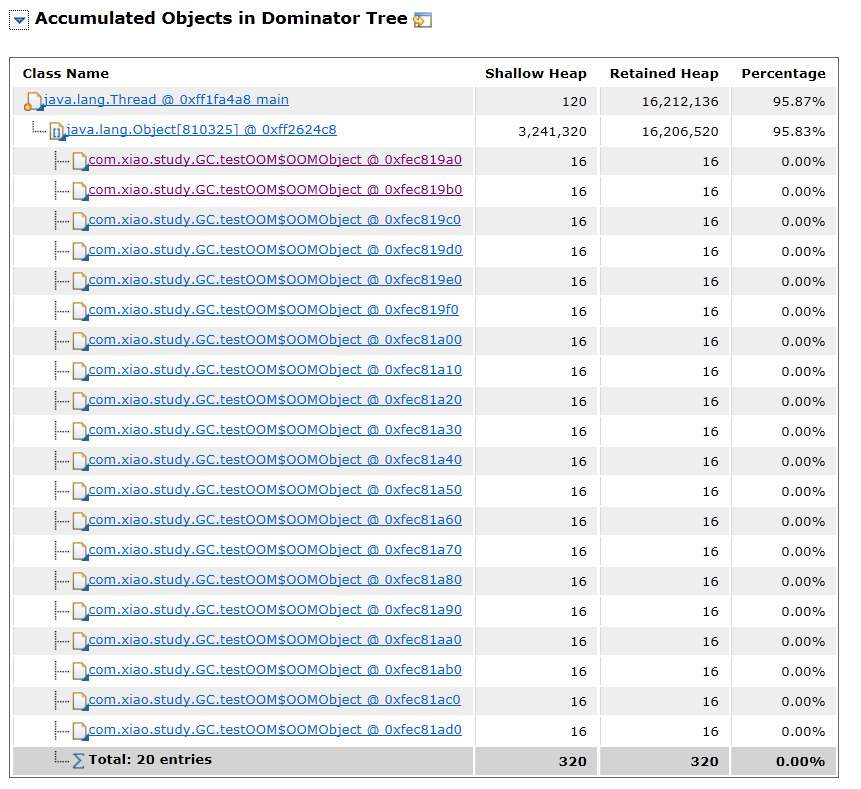 Accumulated Objects in Dominator Tree
Class Name Shallow Heap Retained Heap Percentage
java.lang.Thread @ 0xff1fa4a8 main 120 16,212,136 95.87%
java.lang.Object[810325] @ 0xff2624c8 3,241,320 16,206,520 95.83%
com.xiao.study.GC.testOOM$OOMObject @ 0xfec819a0 16 16 0.00%
com.xiao.study.GC.testOOM$OOMObject @ 0xfec819b0 16 16 0.00%
com.xiao.study.GC.testOOM$OOMObject @ 0xfec819c0 16 16 0.00%
com.xiao.study.GC.testOOM$OOMObject @ 0xfec819d0 16 16 0.00%
com.xiao.study.GC.testOOM$OOMObject @ 0xfec819e0 16 16 0.00%
com.xiao.study.GC.testOOM$OOMObject @ 0xfec819f0 16 16 0.00%
com.xiao.study.GC.testOOM$OOMObject @ 0xfec81a00 16 16 0.00%
com.xiao.study.GC.testOOM$OOMObject @ 0xfec81a10 16 16 0.00%
com.xiao.study.GC.testOOM$OOMObject @ 0xfec81a20 16 16 0.00%
com.xiao.study.GC.testOOM$OOMObject @ 0xfec81a30 16 16 0.00%
com.xiao.study.GC.testOOM$OOMObject @ 0xfec81a40 16 16 0.00%
com.xiao.study.GC.testOOM$OOMObject @ 0xfec81a50 16 16 0.00%
com.xiao.study.GC.testOOM$OOMObject @ 0xfec81a60 16 16 0.00%
com.xiao.study.GC.testOOM$OOMObject @ 0xfec81a70 16 16 0.00%
com.xiao.study.GC.testOOM$OOMObject @ 0xfec81a80 16 16 0.00%
com.xiao.study.GC.testOOM$OOMObject @ 0xfec81a90 16 16 0.00%
com.xiao.study.GC.testOOM$OOMObject @ 0xfec81aa0 16 16 0.00%
com.xiao.study.GC.testOOM$OOMObject @ 0xfec81ab0 16 16 0.00%
com.xiao.study.GC.testOOM$OOMObject @ 0xfec81ac0 16 16 0.00%
com.xiao.study.GC.testOOM$OOMObject @ 0xfec81ad0 16 16 0.00%
Σ Total: 20 entries 320 320 0.00%